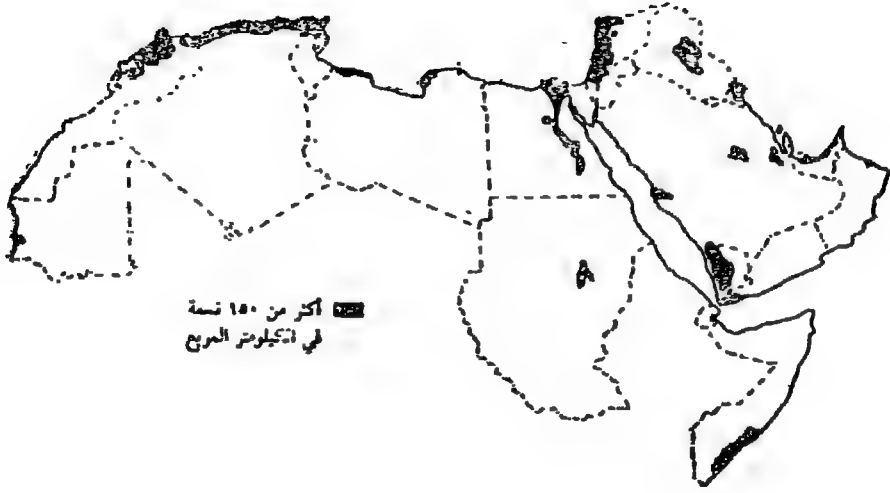 أكثر من ١٥٠ نسمة
في الكيلومتر المربع